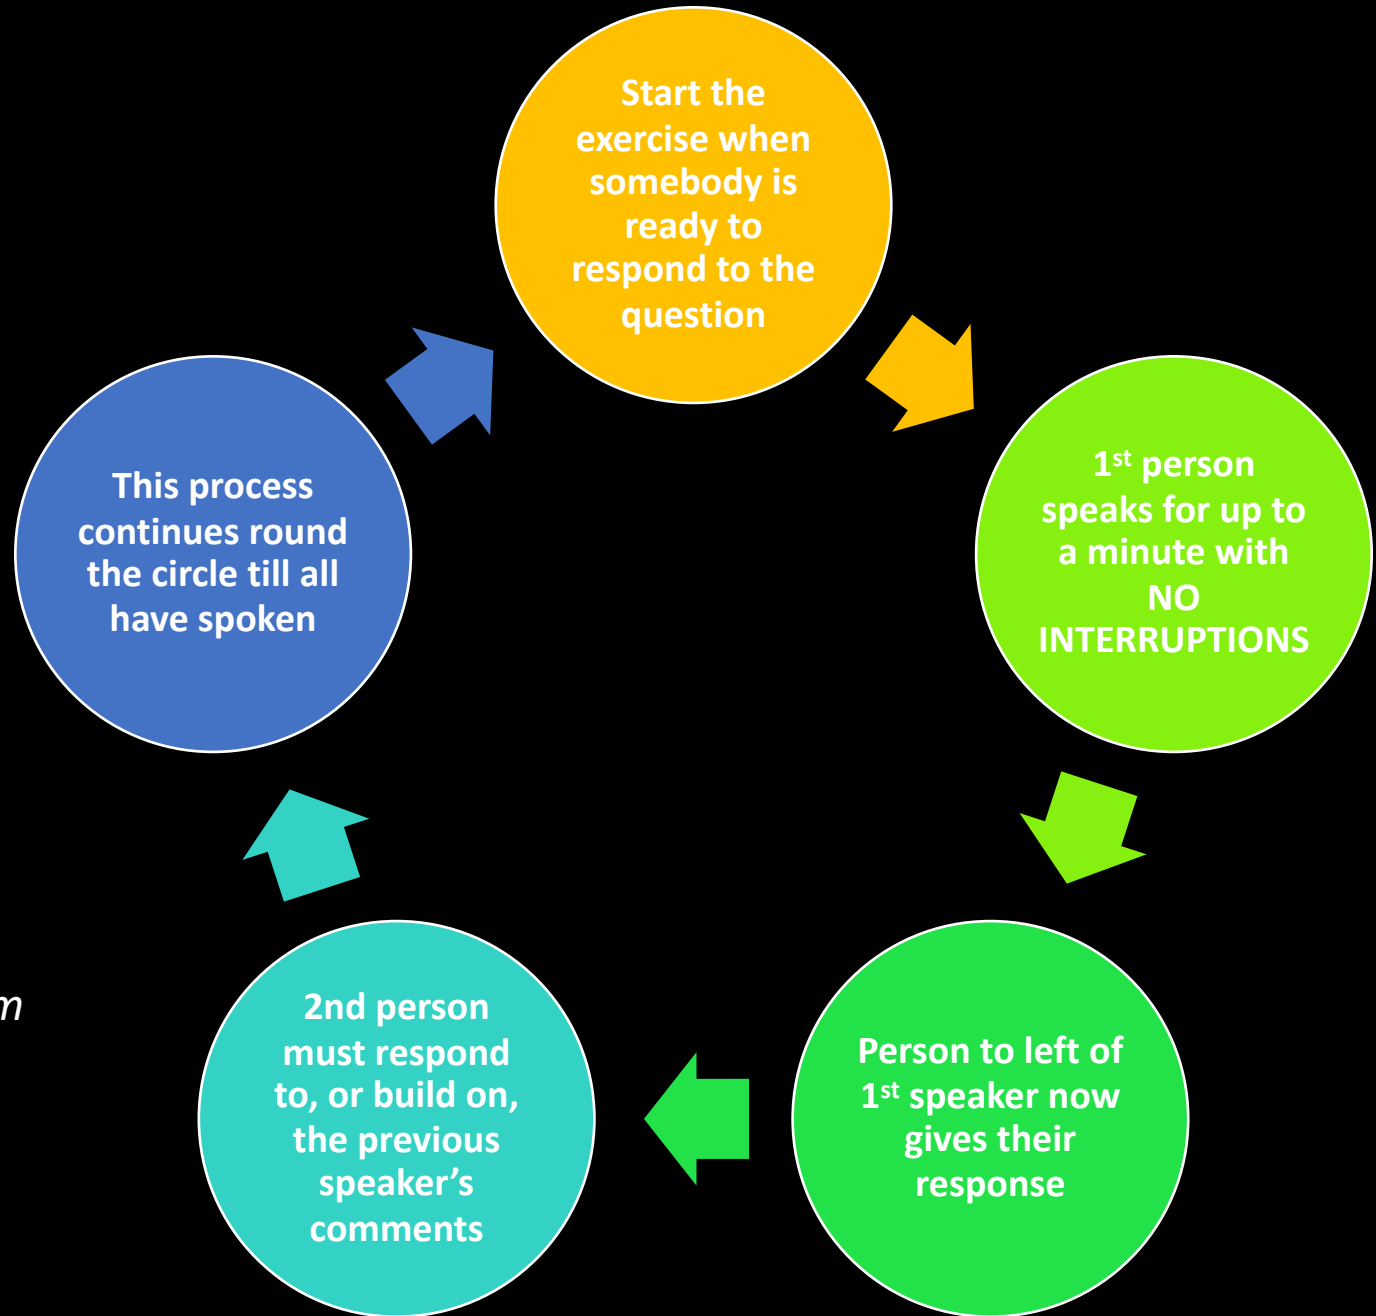 Start the
exercise when
somebody is
ready to
respond to the
question
1st person
speaks for up to
a minute with
NO
INTERRUPTIONS
Person to left of
1st speaker now
gives their
response
2nd person
must respond
to, or build on,
the previous
speaker’s
comments
This process
continues round
the circle till all
have spoken